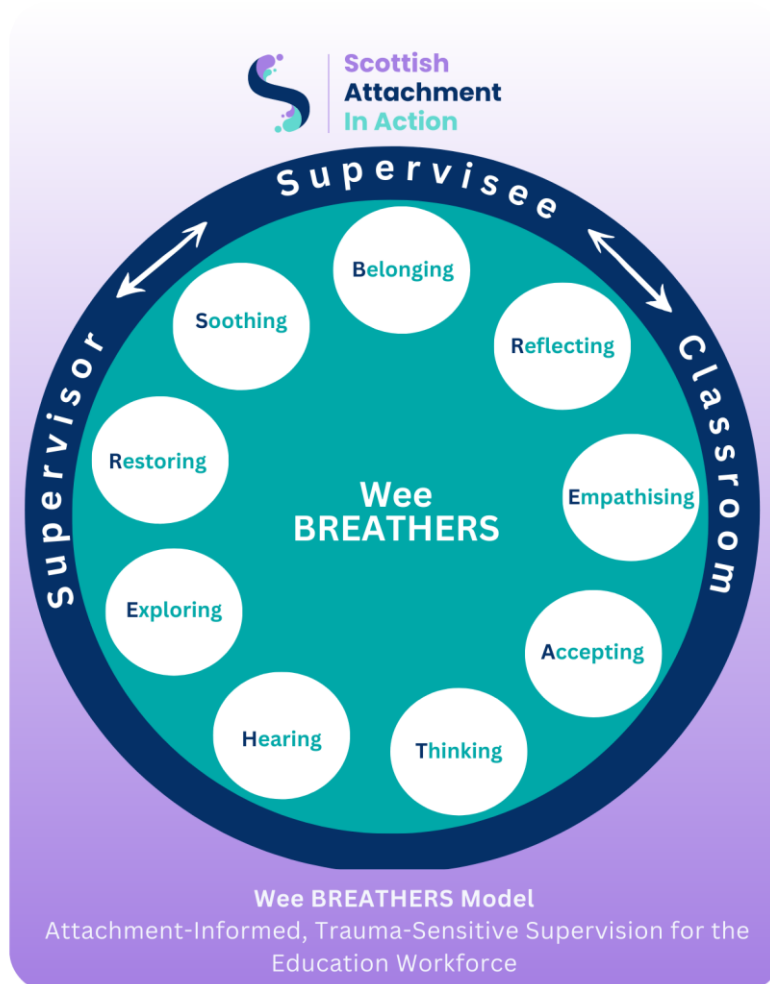 Scottish
Attachment
In Action
Supervisee
Supervisor
Classroom
Belonging
Reflecting
Empathising
Accepting
Thinking
Hearing
Exploring
Restoring
Soothing
Wee
BREATHERS
Wee BREATHERS Model
Attachment-Informed, Trauma-Sensitive Supervision for the
Education Workforce